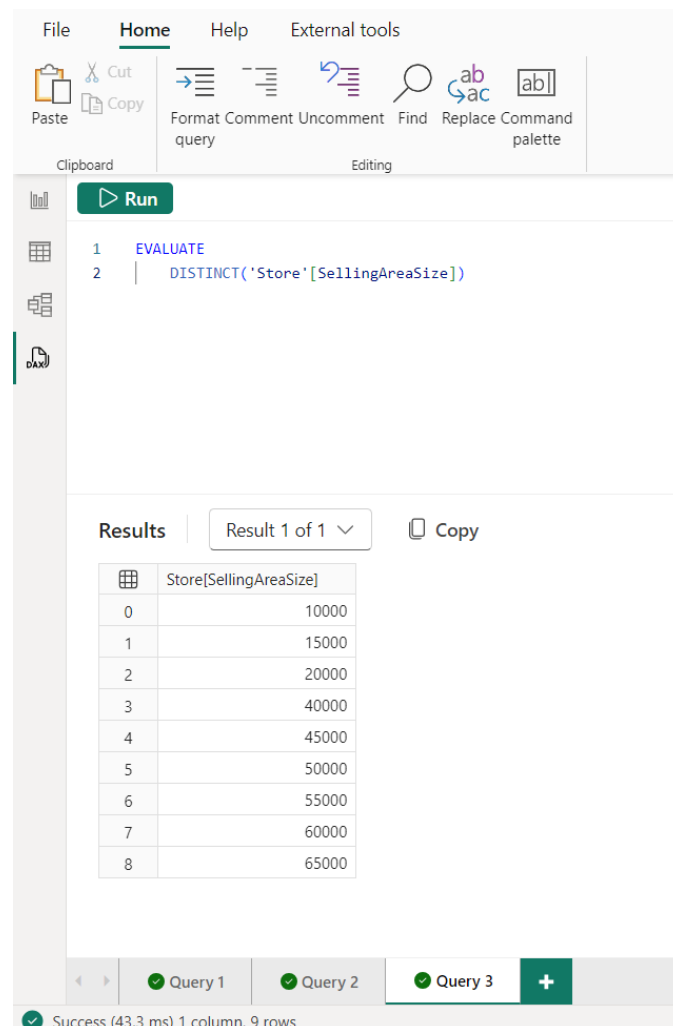 File Home Help External tools
Cut
Copy
Paste
Format query
Comment
Uncomment
Find
Replace
Command palette
Clipboard
Editing
Run
1 EVALUATE
2 DISTINCT('Store'[SellingAreaSize])
DAX
Results Result 1 of 1 Copy
Store[SellingAreaSize]
0 10000
1 15000
2 20000
3 40000
4 45000
5 50000
6 55000
7 60000
8 65000
Query 1 Query 2 Query 3 +
Success (43.3 ms) 1 column, 9 rows